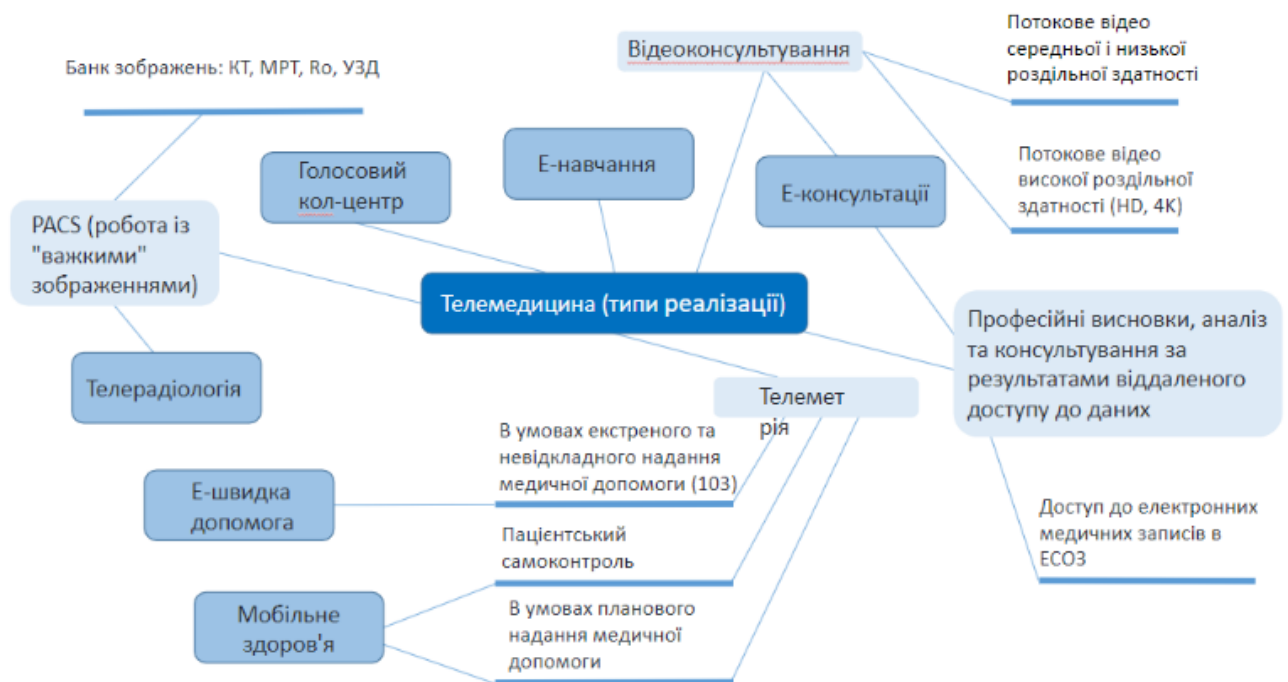 Потокове відео
середньої і низької
роздільної здатності
Відеоконсультування
Банк зображень: КТ, МРТ, Ro, УЗД
Е-навчання
Голосовий
кол-центр
Е-консультації
Потокове відео
високої роздільної
здатності (HD, 4K)
PACS (робота із
"важкими"
зображеннями)
Телемедицина (типи реалізації)
Професійні висновки, аналіз
та консультування за
результатами віддаленого
доступу до даних
Телерадіологія
Телемет
рія
В умовах екстреного та
невідкладного надання
медичної допомоги (103)
Е-швидка
допомога
Доступ до електронних
медичних записів в
ЕСОЗ
Пацієнтський
самоконтроль
Мобільне
здоров'я
В умовах планового
надання медичної
допомоги